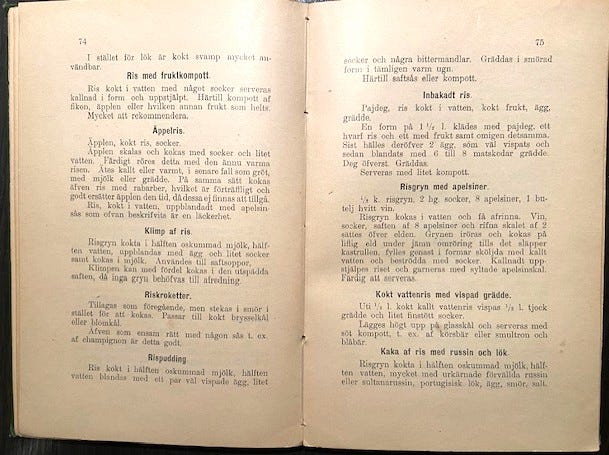 74
I stället för lök är kokt svamp mycket an-
vändbar.
Ris med fruktkompott.
Ris kokt i vatten med något socker serveras
kallnad i form och uppstjälpt. Härtill kompott af
fikon, äpplen eller hvilken annan frukt som helst.
Mycket att rekommendera.
Äppelris.
Äpplen, kokt ris, socker.
Äpplen skalas och kokas med socker och litet
vatten. Färdigt röres detta med den ännu varma
risen. Ätes kallt eller varmt, i senare fall som gröt,
med mjölk eller grädde. På samma sätt kokas
äfven ris med rabarber, hvilket är förträffligt och
godt ersätter äpplen den tid, då dessa ej finnas att tillgå.
Ris, kokt i vatten, uppblandadt med apelsin-
sås som ofvan beskrifvits är en läckerhet.
Klimp af ris.
Risgryn kokta i hälften oskummad mjölk, hälf-
ten vatten, uppblandas med ägg och litet socker
samt kokas i mjölk. Användes till saftsoppor.
Klimpen kan med fördel kokas i den utspädda
saften, då inga gryn behöfvas till afredning.
Riskroketter.
Tillagas som föregående, men stekas i smör i
stället för att kokas. Passar till kokt brysselkål
eller blomkål.
Äfven som ensam rätt med någon sås t. ex.
af champignon är detta godt.
Rispudding.
Ris kokt i hälften oskummad mjölk, hälften
vatten blandas med ett par väl vispade ägg, litet
75
socker och några bittermandlar. Gräddas i smörad
form i tämligen varm ugn.
Härtill saftsås eller kompott.
Inbakadt ris.
Pajdeg, ris kokt i vatten, kokt frukt, ägg,
grädde.
En form på 1 1/2 l. klädes med pajdeg, ett
hvarf ris och ett med frukt samt omigen detsamma.
Sist hälles deröfver 2 ägg, som väl vispats och
sedan blandats med 6 till 8 matskedar grädde.
Deg öfverst. Gräddas.
Serveras med litet kompott.
Risgryn med apelsiner.
k. risgryn, 2 hg. socker, 8 apelsiner, 1 bu-
telj hvitt vin.
Risgryn kokas i vatten och få afrinna. Vin,
socker, saften af 8 apelsiner och rifna skalet af 2
sättes öfver elden. Grynen iröras och kokas på
liflig eld under jämn omröring tills det släpper
kastrullen, fylles genast i formar sköljda med kallt
vatten och beströdda med socker. Kallnadt upp-
stjälpes riset och garneras med syltade apelsinskal.
Färdig att serveras.
Kokt vattenris med vispad grädde.
Uti 1/2 l. kokt kallt vattenris vispas l. tjock
grädde och litet finstött socker.
Lägges högt upp på glasskål och serveras med
söt kompott, t. ex. af körsbär eller smultron och
blåbär.
Kaka af ris med russin och lök.
Risgryn kokta i hälften oskummad mjölk, hälf-
ten vatten, mycket med urkärnade förvällda russin
eller sultanarussin, portugisisk lök, ägg, smör, salt.